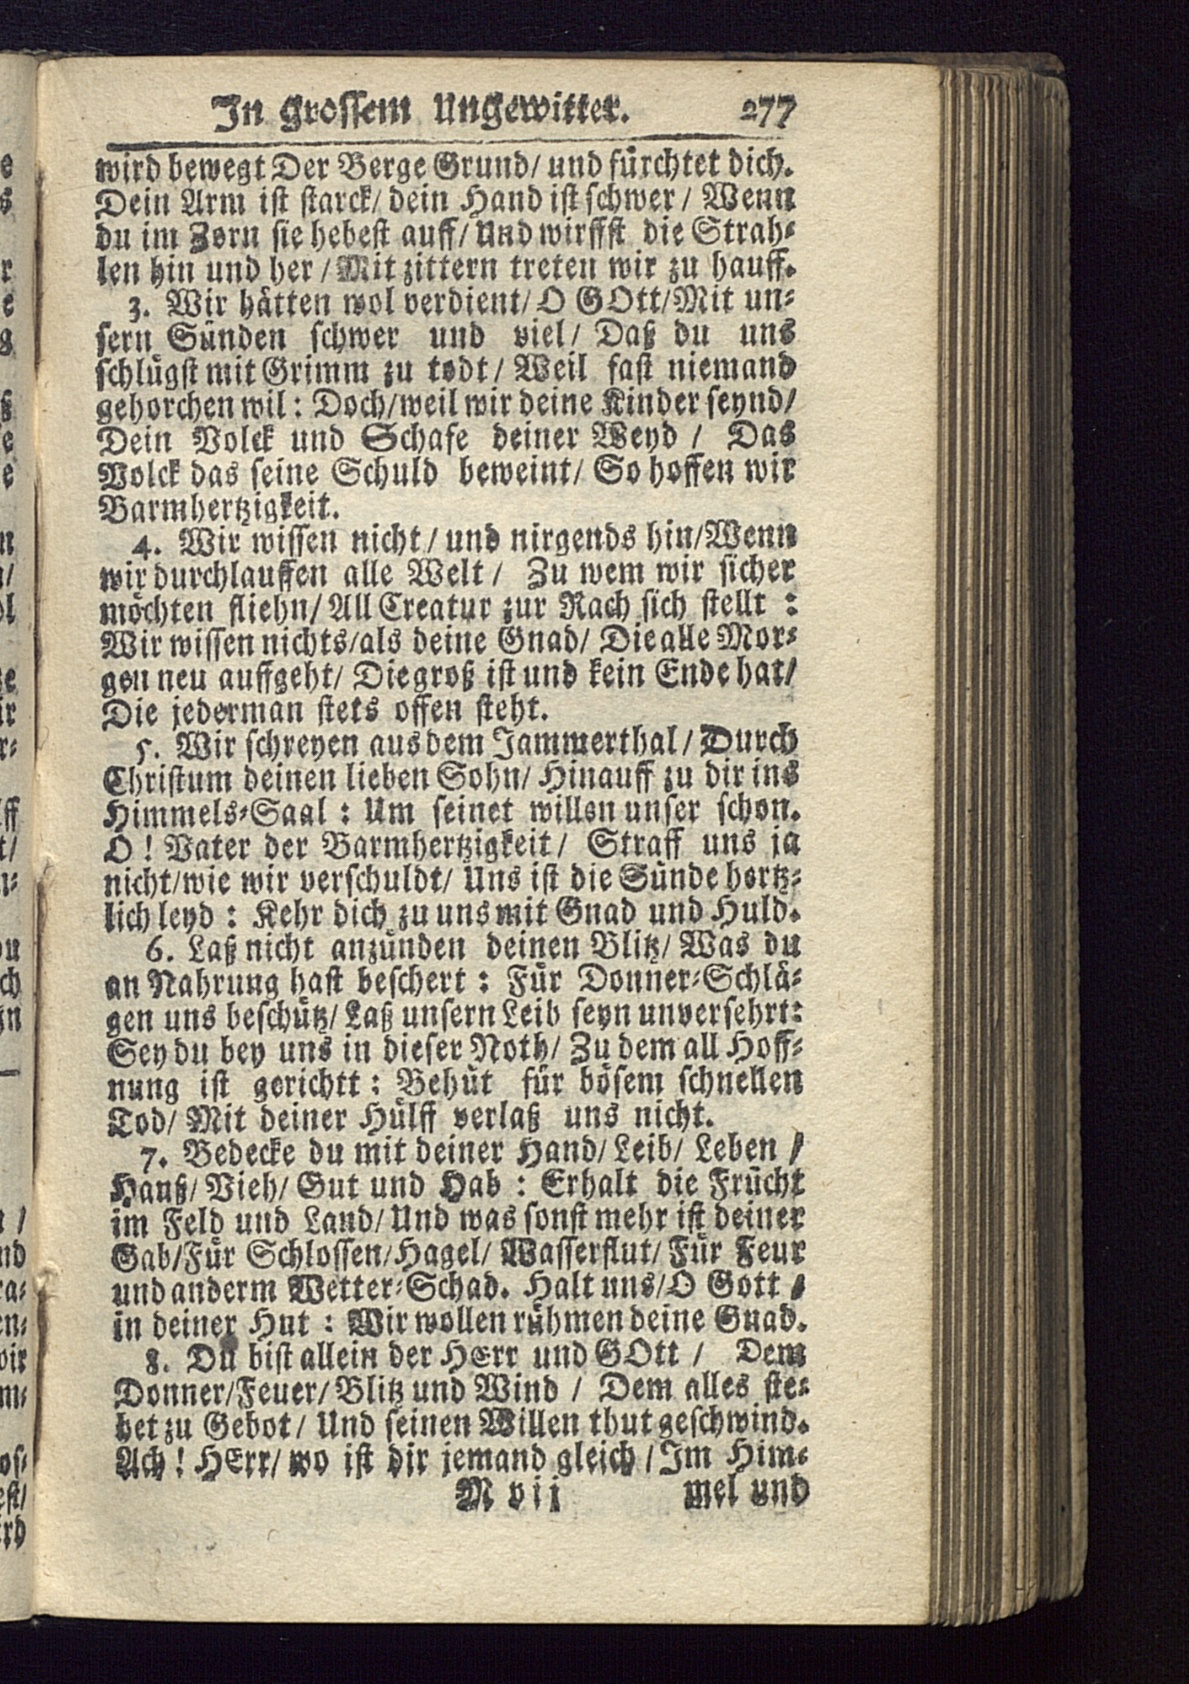 In grossem Ungewitter. 277
wird bewegt Der Berge Grund/ und fürchtet dich.
Dein Arm ist starck/ dein Hand ist schwer/ Wenn
du im Zorn sie hebest auff/ Und wirffst die Strah-
len hin und her/ Mit zittern treten wir zu hauff.
3. Wir hätten wol verdient/ O GOtt/ Mit un-
sern Sünden schwer und viel/ Daß du uns
schlügst mit Grimm zu todt/ Weil fast niemand
gehorchen wil: Doch/ weil wir deine Kinder seynd/
Dein Volck und Schafe deiner Weyd/ Das
Volck das seine Schuld beweint/ So hoffen wir
Barmhertzigkeit.
4. Wir wissen nicht/ und nirgends hin/ Wenn
wir durchlauffen alle Welt/ Zu wem wir sicher
möchten fliehn/ All Creatur zur Rach sich stellt:
Wir wissen nichts/ als deine Gnad/ Die alle Mor-
gen neu auffgeht/ Die groß ist und kein Ende hat/
Die jederman stets offen steht.
5. Wir schreyen aus dem Jammerthal/ Durch
Christum deinen lieben Sohn/ Hinauff zu dir ins
Himmels-Saal: Um seinet willen unser schon.
O! Vater der Barmhertzigkeit/ Straff uns ja
nicht/ wie wir verschuldt/ Uns ist die Sünde hertz-
lich leyd: Kehr dich zu uns mit Gnad und Huld.
6. Laß nicht anzünden deinen Blitz/ Was du
an Nahrung hast beschert: Für Donner-Schlä-
gen uns beschütz/ Laß unsern Leib seyn unversehrt:
Sey du bey uns in dieser Noth/ Zu dem all Hoff-
nung ist gerichtt: Behüt für bösem schnellen
Tod/ Mit deiner Hülff verlaß uns nicht.
7. Bedecke du mit deiner Hand/ Leib/ Leben/
Hauß/ Vieh/ Gut und Hab: Erhalt die Frücht
im Feld und Land/ Und was sonst mehr ist deiner
Gab/ Für Schlossen/ Hagel/ Wasserflut/ Für Feur
und anderm Wetter-Schad. Halt uns/ O Gott/
in deiner Hut: Wir wollen rühmen deine Gnad.
8. Du bist allein der HErr und GOtt/ Dem
Donner/ Feuer/ Blitz und Wind/ Dem alles ste-
het zu Gebot/ Und seinen Willen thut geschwind.
Ach! HErr/ wo ist dir jemand gleich/ Im Him-
M vii mel und